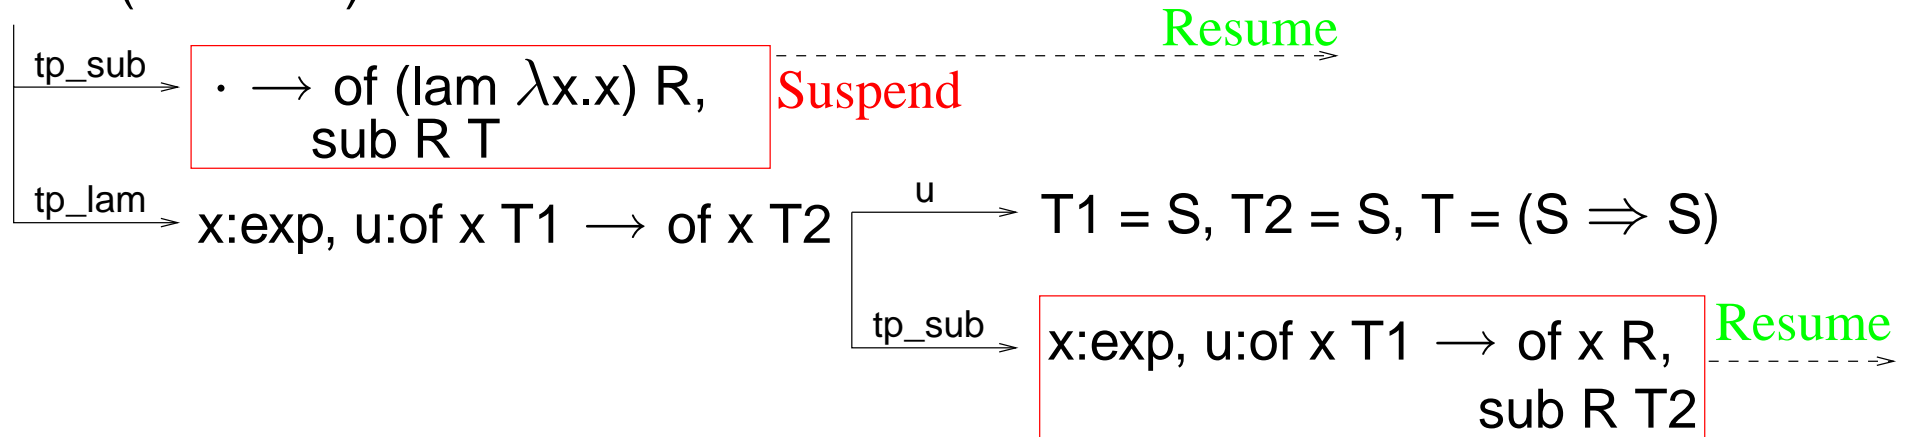 Resume
tp_sub
· → of (lam λx.x) R,
Suspend
sub R T
tp_lam
x:exp, u:of x T1 → of x T2
u
T1 = S, T2 = S, T = (S ⇒ S)
tp_sub
x:exp, u:of x T1 → of x R,
Resume
sub R T2